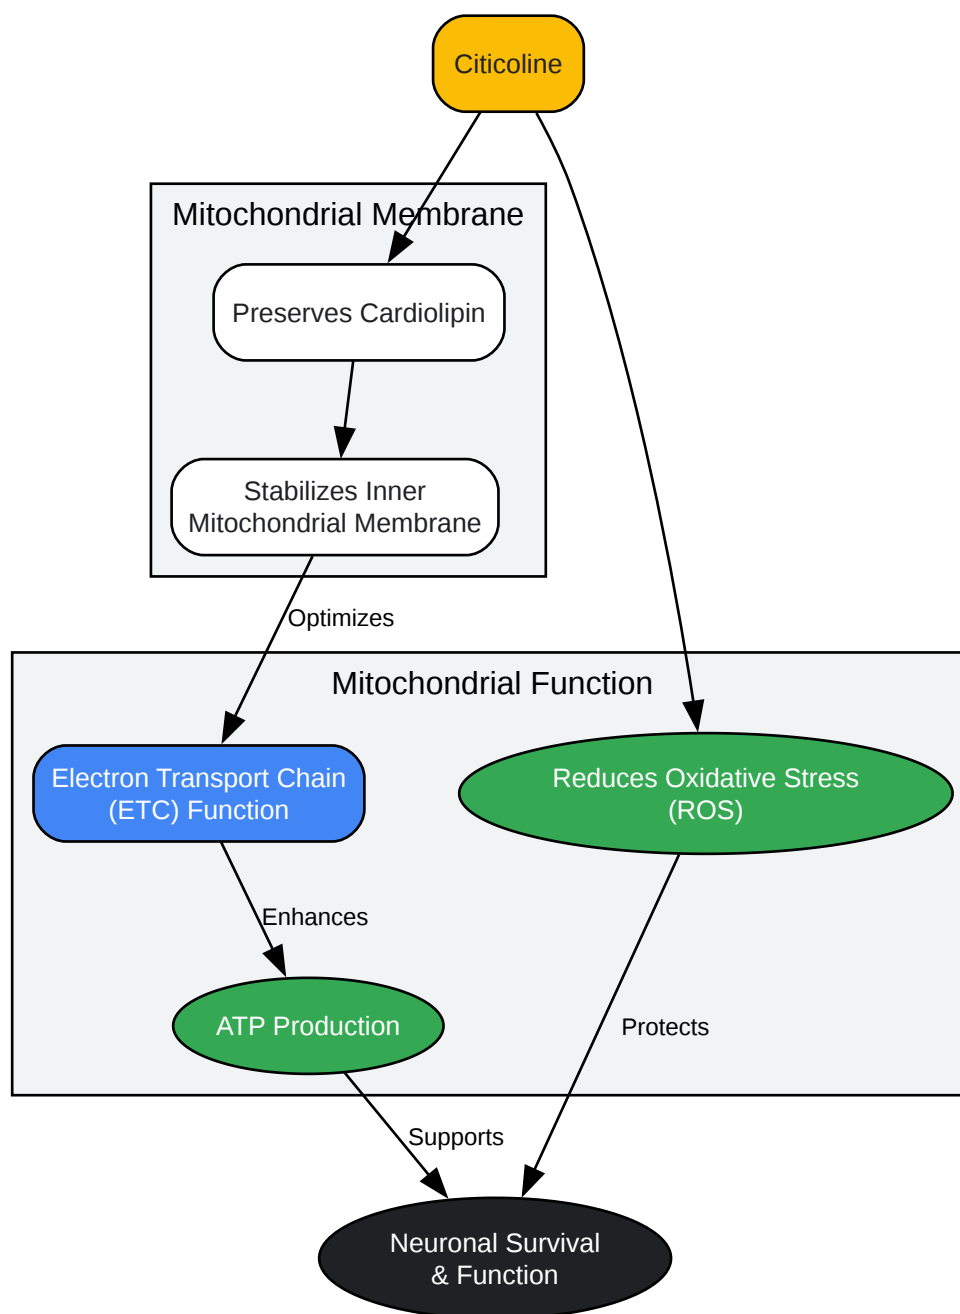 Citicoline
Mitochondrial Membrane
Preserves Cardiolipin
Stabilizes Inner
Mitochondrial Membrane
Optimizes
Mitochondrial Function
Electron Transport Chain
(ETC) Function
Reduces Oxidative Stress
(ROS)
Enhances
ATP Production
Protects
Supports
Neuronal Survival
& Function